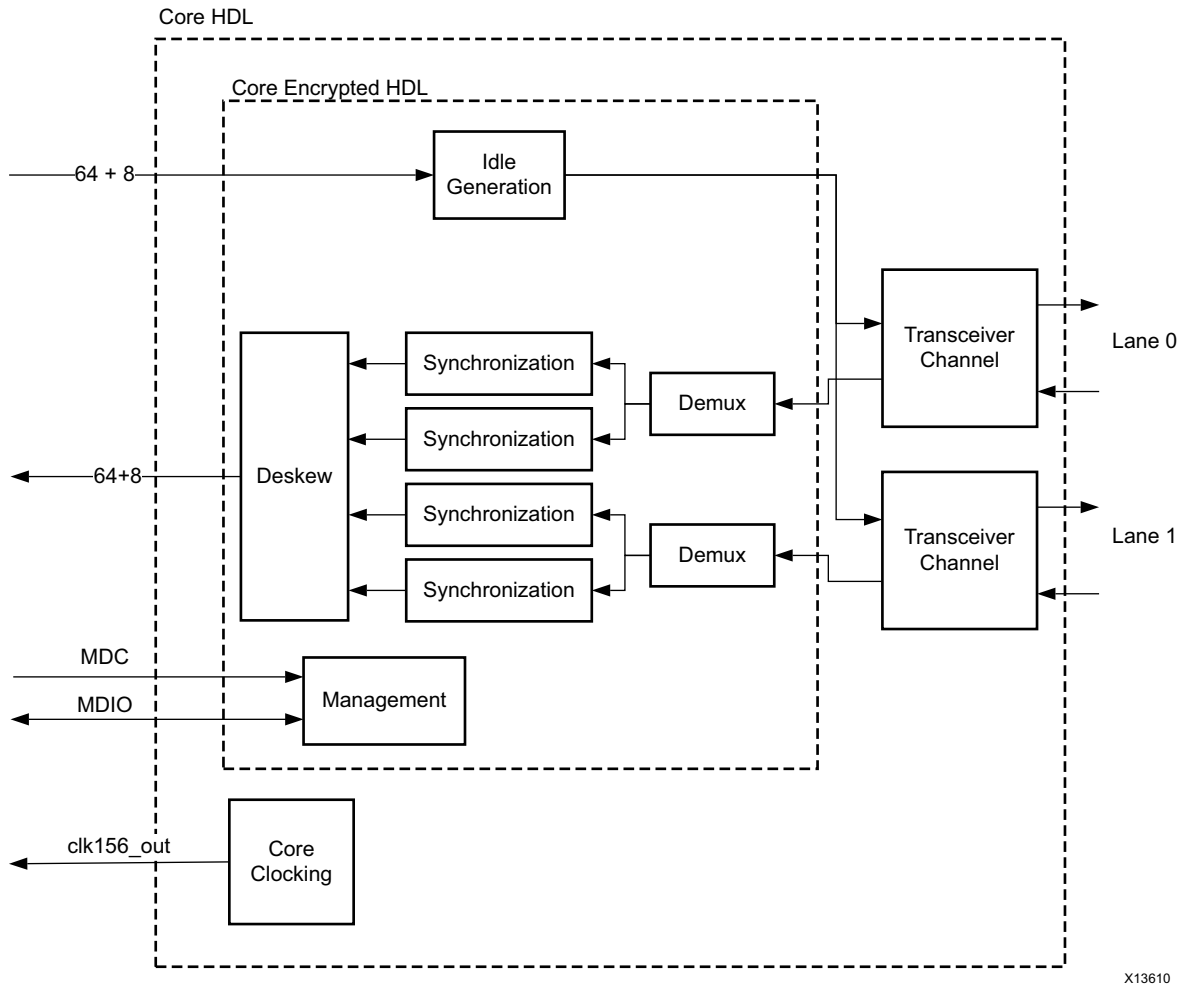 Core HDL
Core Encrypted HDL
64 + 8
Idle
Generation
Transceiver
Channel
Lane 0
Synchronization
Synchronization
Demux
64+8
Deskew
Synchronization
Synchronization
Demux
Transceiver
Channel
Lane 1
MDC
MDIO
Management
clk156_out
Core
Clocking
X13610